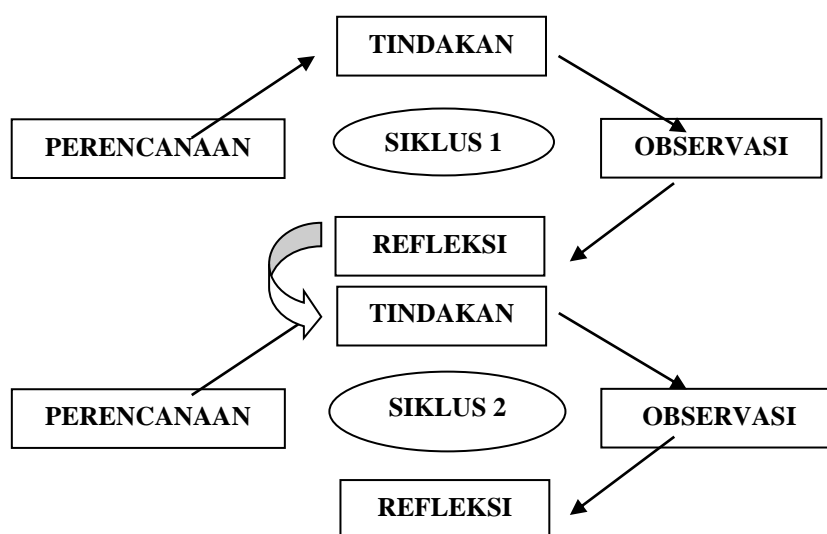 TINDAKAN
PERENCANAAN
SIKLUS 1
OBSERVASI
REFLEKSI
TINDAKAN
PERENCANAAN
SIKLUS 2
OBSERVASI
REFLEKSI